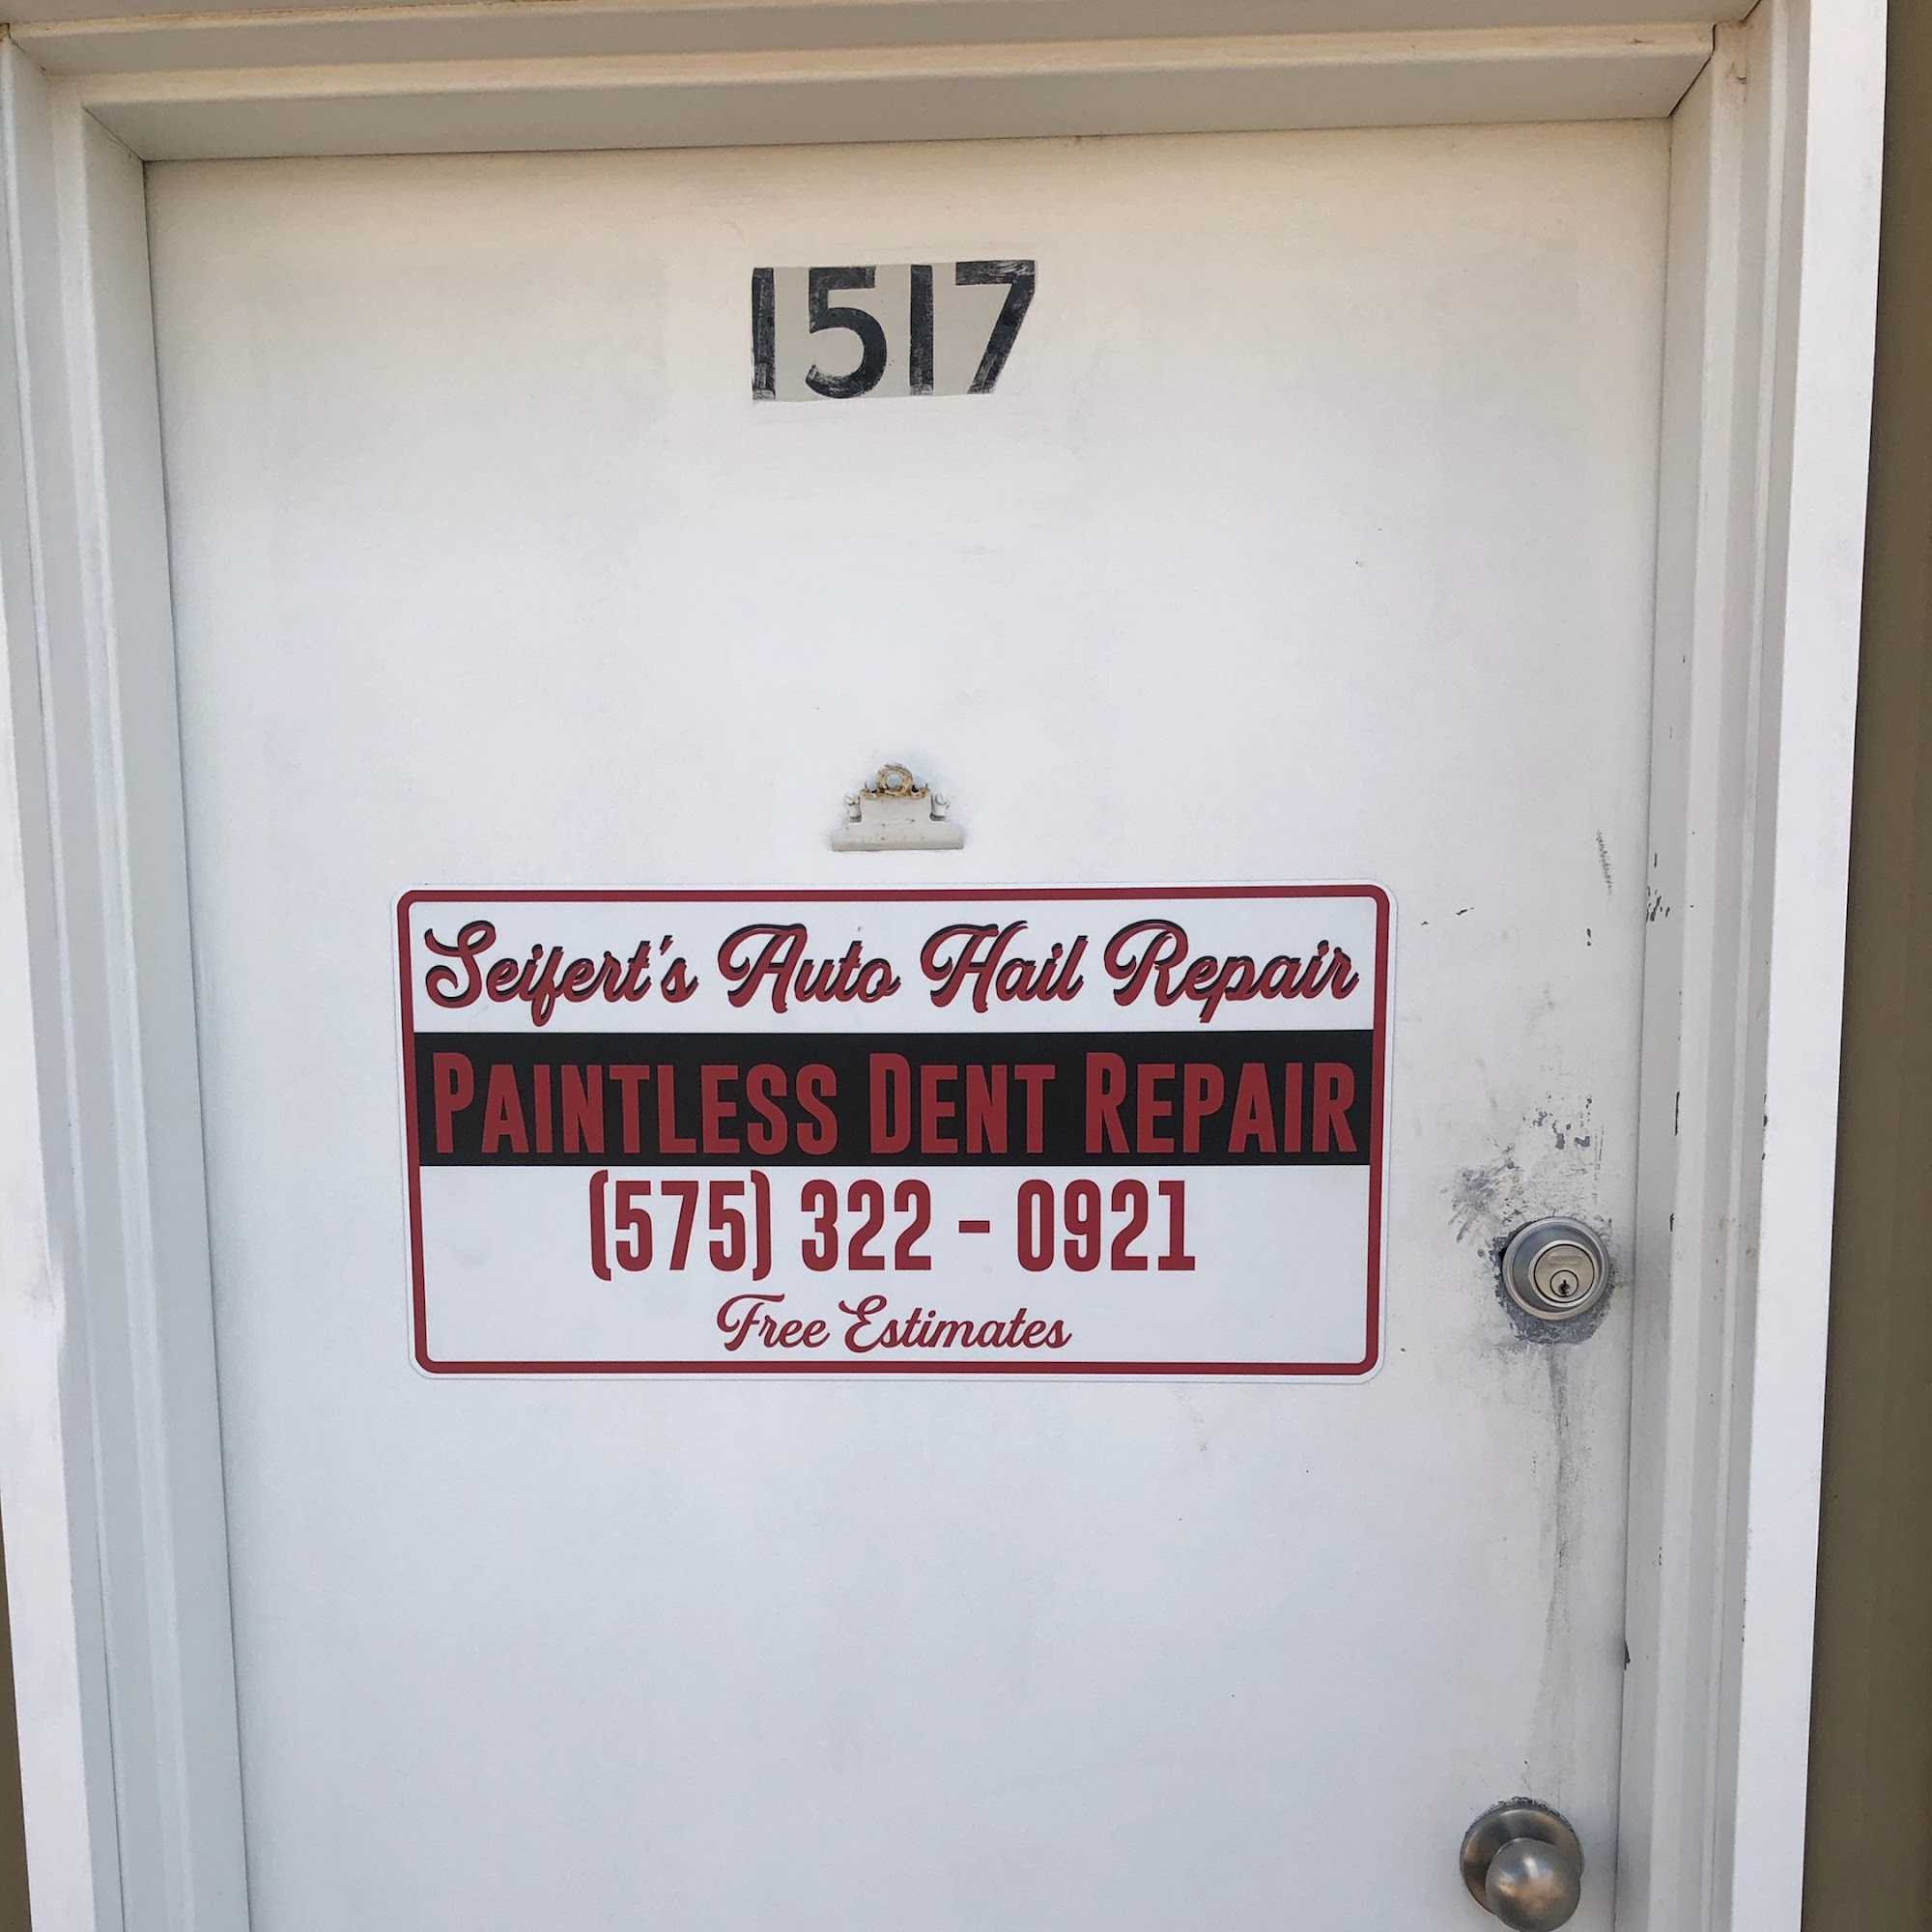 1517
Seifert's Auto Hail Repair
PAINTLESS DENT REPAIR
(575) 322 - 0921
Free Estimates